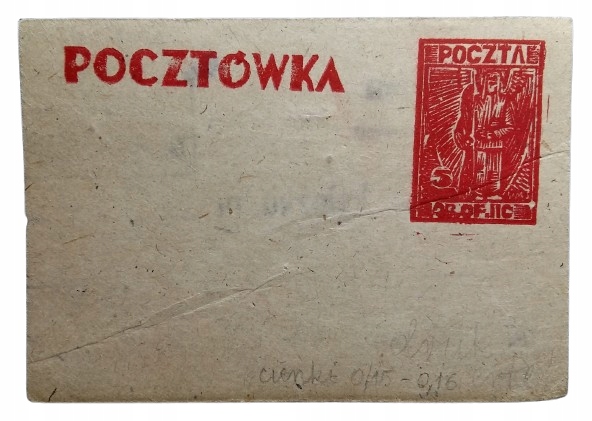 POCZTÓWKA
POCZTA
5
OB.OF.IIC
cienki 0,15 - 0,16